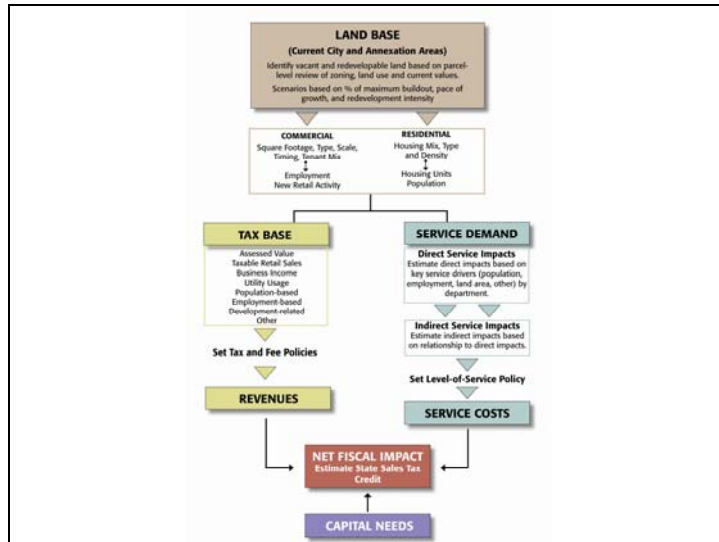 LAND BASE
(Current City and Annexation Areas)
Identify vacant and redevelopable land based on parcel-
level review of zoning, land use and current values.
Scenarios based on % of maximum buildout, pace of
growth, and redevelopment intensity
COMMERCIAL
Square Footage, Type, Scale,
Timing, Tenant Mix
Employment
New Retail Activity
RESIDENTIAL
Housing Mix, Type
and Density
Housing Units
Population
TAX BASE
Assessed Value
Taxable Retail Sales
Business Income
Utility Usage
Population-based
Employment-based
Development-related
Other
Set Tax and Fee Policies
REVENUES
SERVICE DEMAND
Direct Service Impacts
Estimate direct impacts based on
key service drivers (population,
employment, land area, other) by
department.
Indirect Service Impacts
Estimate indirect impacts based
on relationship to direct impacts.
Set Level-of-Service Policy
SERVICE COSTS
NET FISCAL IMPACT
Estimate State Sales Tax
Credit
CAPITAL NEEDS